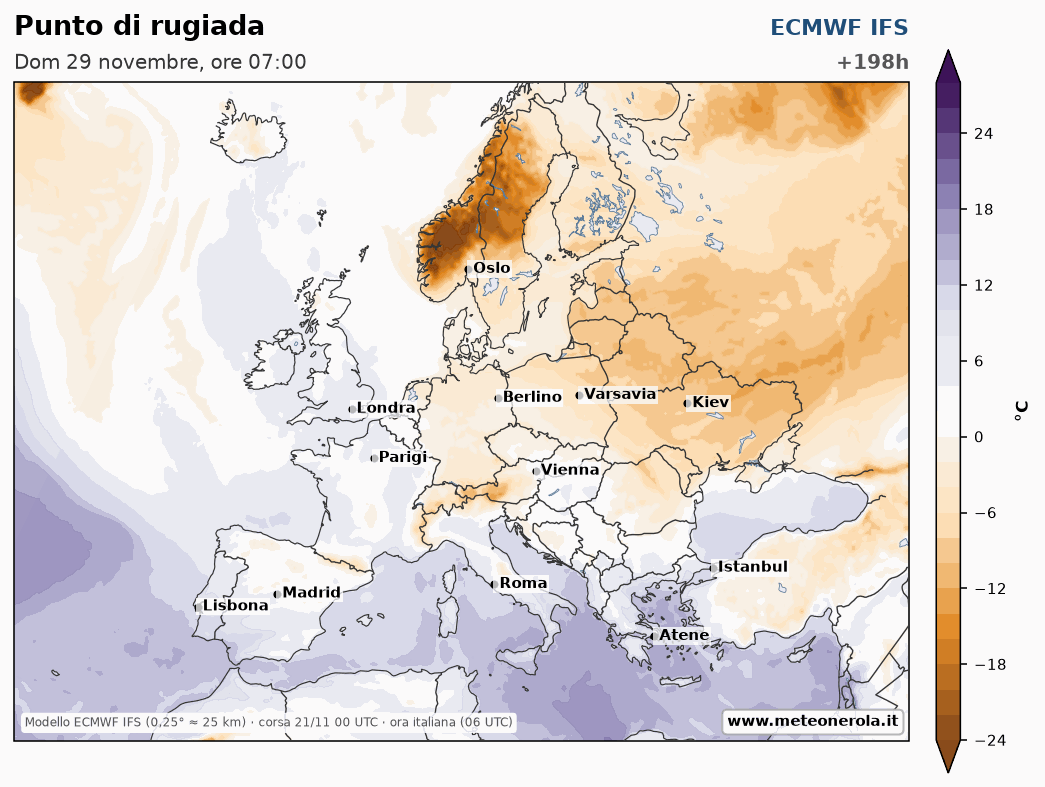 Punto di rugiada
ECMWF IFS
Dom 29 novembre, ore 07:00
+198h
24
18
12
6
0
−6
−12
−18
−24
°C
Oslo
Londra
Berlino
Varsavia
Kiev
Parigi
Vienna
Istanbul
Roma
Madrid
Lisbona
Atene
Modello ECMWF IFS (0,25° ≈ 25 km) · corsa 21/11 00 UTC · ora italiana (06 UTC)
www.meteonerola.it